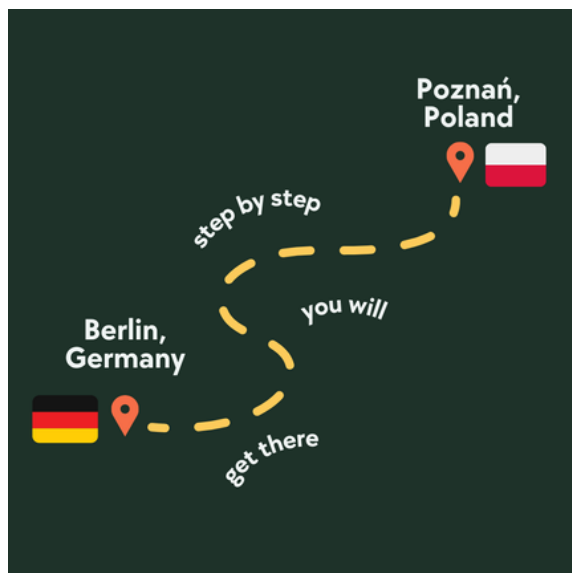 Poznań,
Poland
step by step
you will
Berlin,
Germany
get there